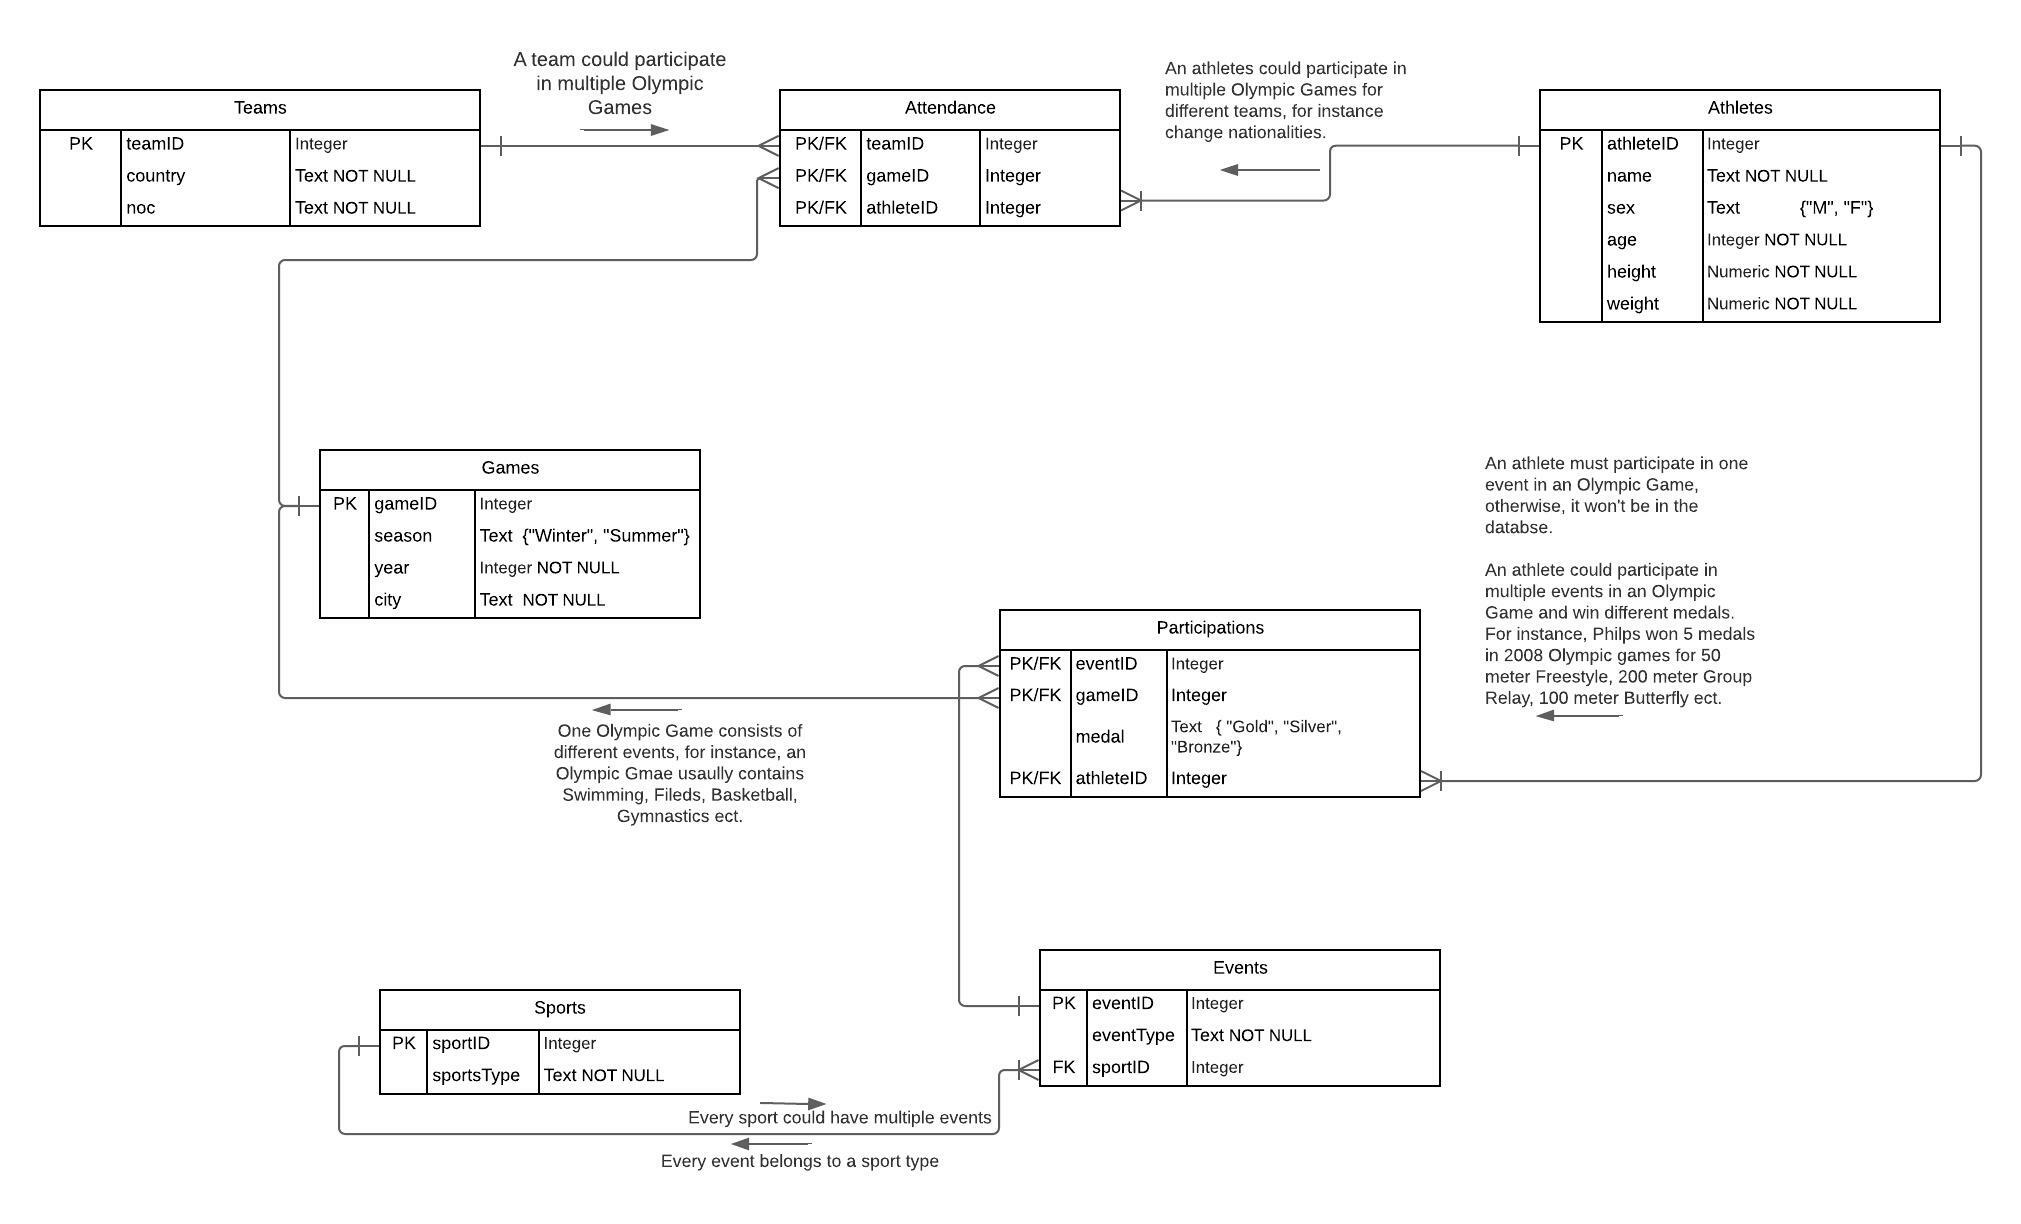 A team could participate
in multiple Olympic
Games
An athletes could participate in
multiple Olympic Games for
different teams, for instance
change nationalities.
Teams
PK teamID Integer
country Text NOT NULL
noc Text NOT NULL
Attendance
PK/FK teamID Integer
PK/FK gameID Integer
PK/FK athleteID Integer
Athletes
PK athleteID Integer
name Text NOT NULL
sex Text {"M", "F"}
age Integer NOT NULL
height Numeric NOT NULL
weight Numeric NOT NULL
Games
PK gameID Integer
season Text {"Winter", "Summer"}
year Integer NOT NULL
city Text NOT NULL
An athlete must participate in one
event in an Olympic Game,
otherwise, it won't be in the
databse.
An athlete could participate in
multiple events in an Olympic
Game and win different medals.
For instance, Philps won 5 medals
in 2008 Olympic games for 50
meter Freestyle, 200 meter Group
Relay, 100 meter Butterfly ect.
Participations
PK/FK eventID Integer
PK/FK gameID Integer
medal Text { "Gold", "Silver",
"Bronze"}
PK/FK athleteID Integer
One Olympic Game consists of
different events, for instance, an
Olympic Gmae usaully contains
Swimming, Fileds, Basketball,
Gymnastics ect.
Events
PK eventID Integer
eventType Text NOT NULL
FK sportID Integer
Sports
PK sportID Integer
sportsType Text NOT NULL
Every sport could have multiple events
Every event belongs to a sport type